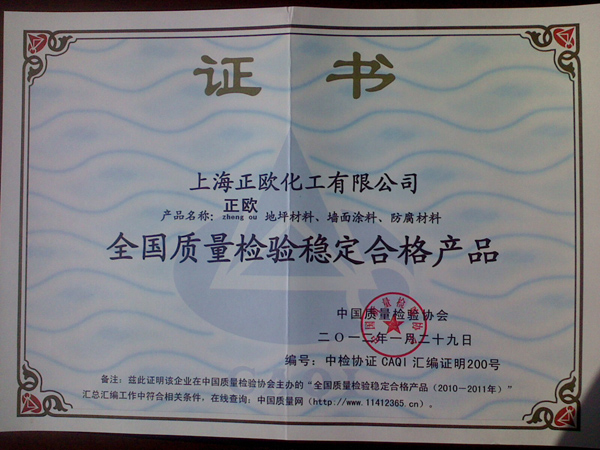 证 书
上海正欧化工有限公司
正欧
产品名称：zheng ou 地坪材料、墙面涂料、防腐材料
全国质量检验稳定合格产品
中国质量检验协会
二〇一二年一月二十九日
编号：中检协证 CAQI 汇编证明200号
备注：兹此证明该企业在中国质量检验协会主办的“全国质量检验稳定合格产品（2010－2011年）”
汇总汇编工作中符合相关条件，在线查询：中国质量网（http://www.11412365.cn）。